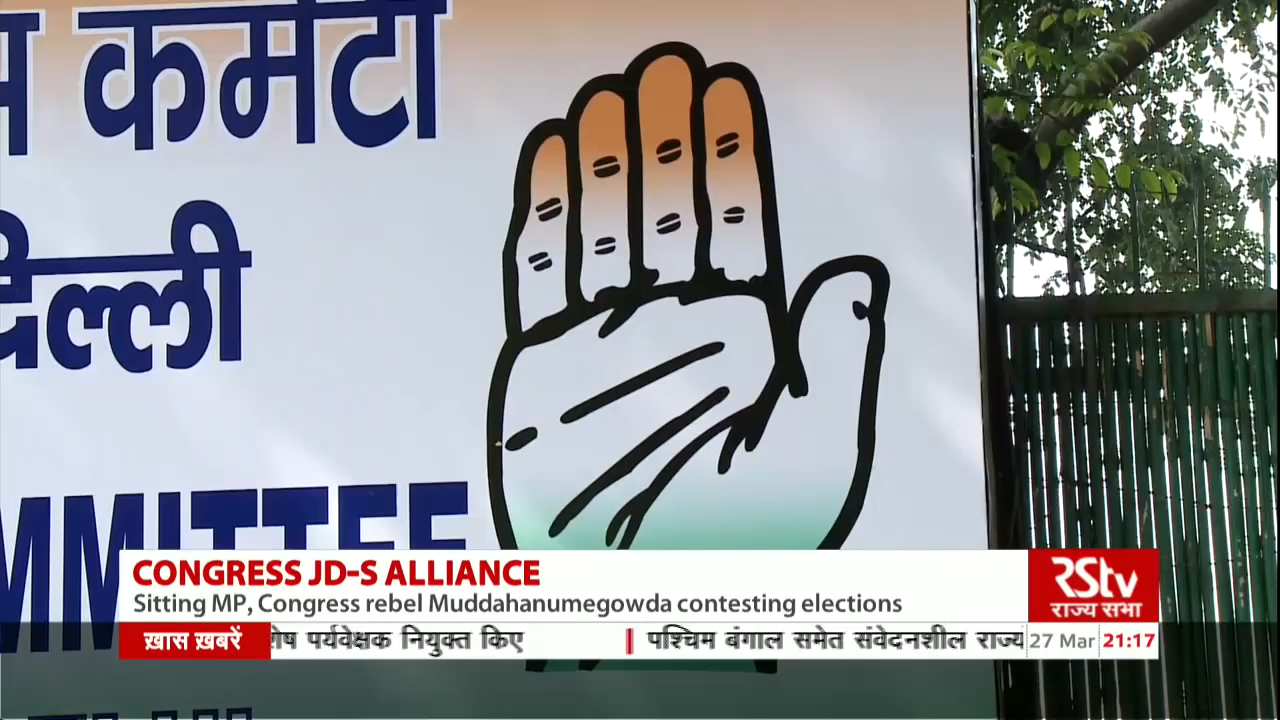 कमेटी
दिल्ली
MMITTEE
CONGRESS JD-S ALLIANCE
Sitting MP, Congress rebel Muddahanumegowda contesting elections
RStv
राज्य सभा
ख़ास ख़बरें
पर्यवेक्षक नियुक्त किए | पश्चिम बंगाल समेत संवेदनशील राज्य
27 Mar 21:17